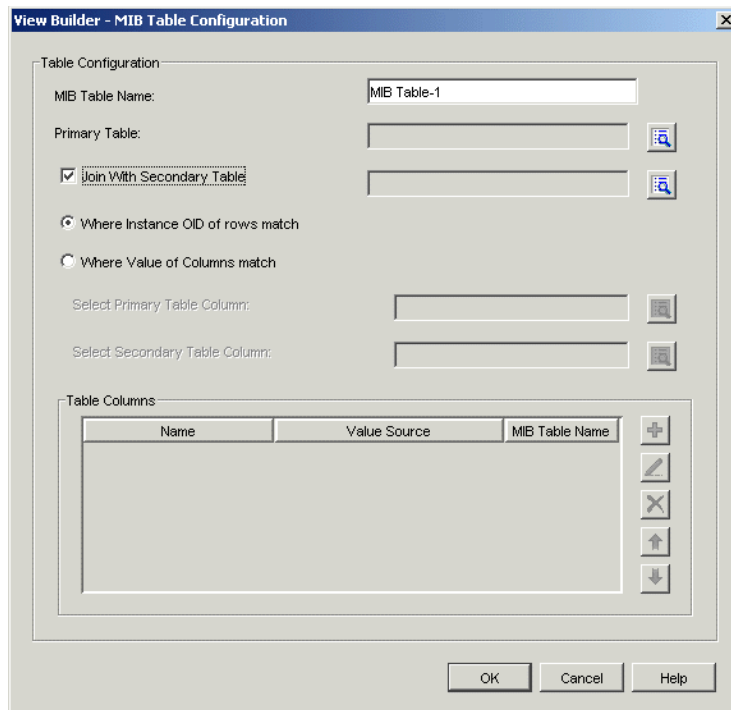 View Builder - MIB Table Configuration
Table Configuration
MIB Table Name: MIB Table-1
Primary Table:
Join With Secondary Table
Where Instance OID of rows match
Where Value of Columns match
Select Primary Table Column:
Select Secondary Table Column:
Table Columns
Name Value Source MIB Table Name
OK Cancel Help